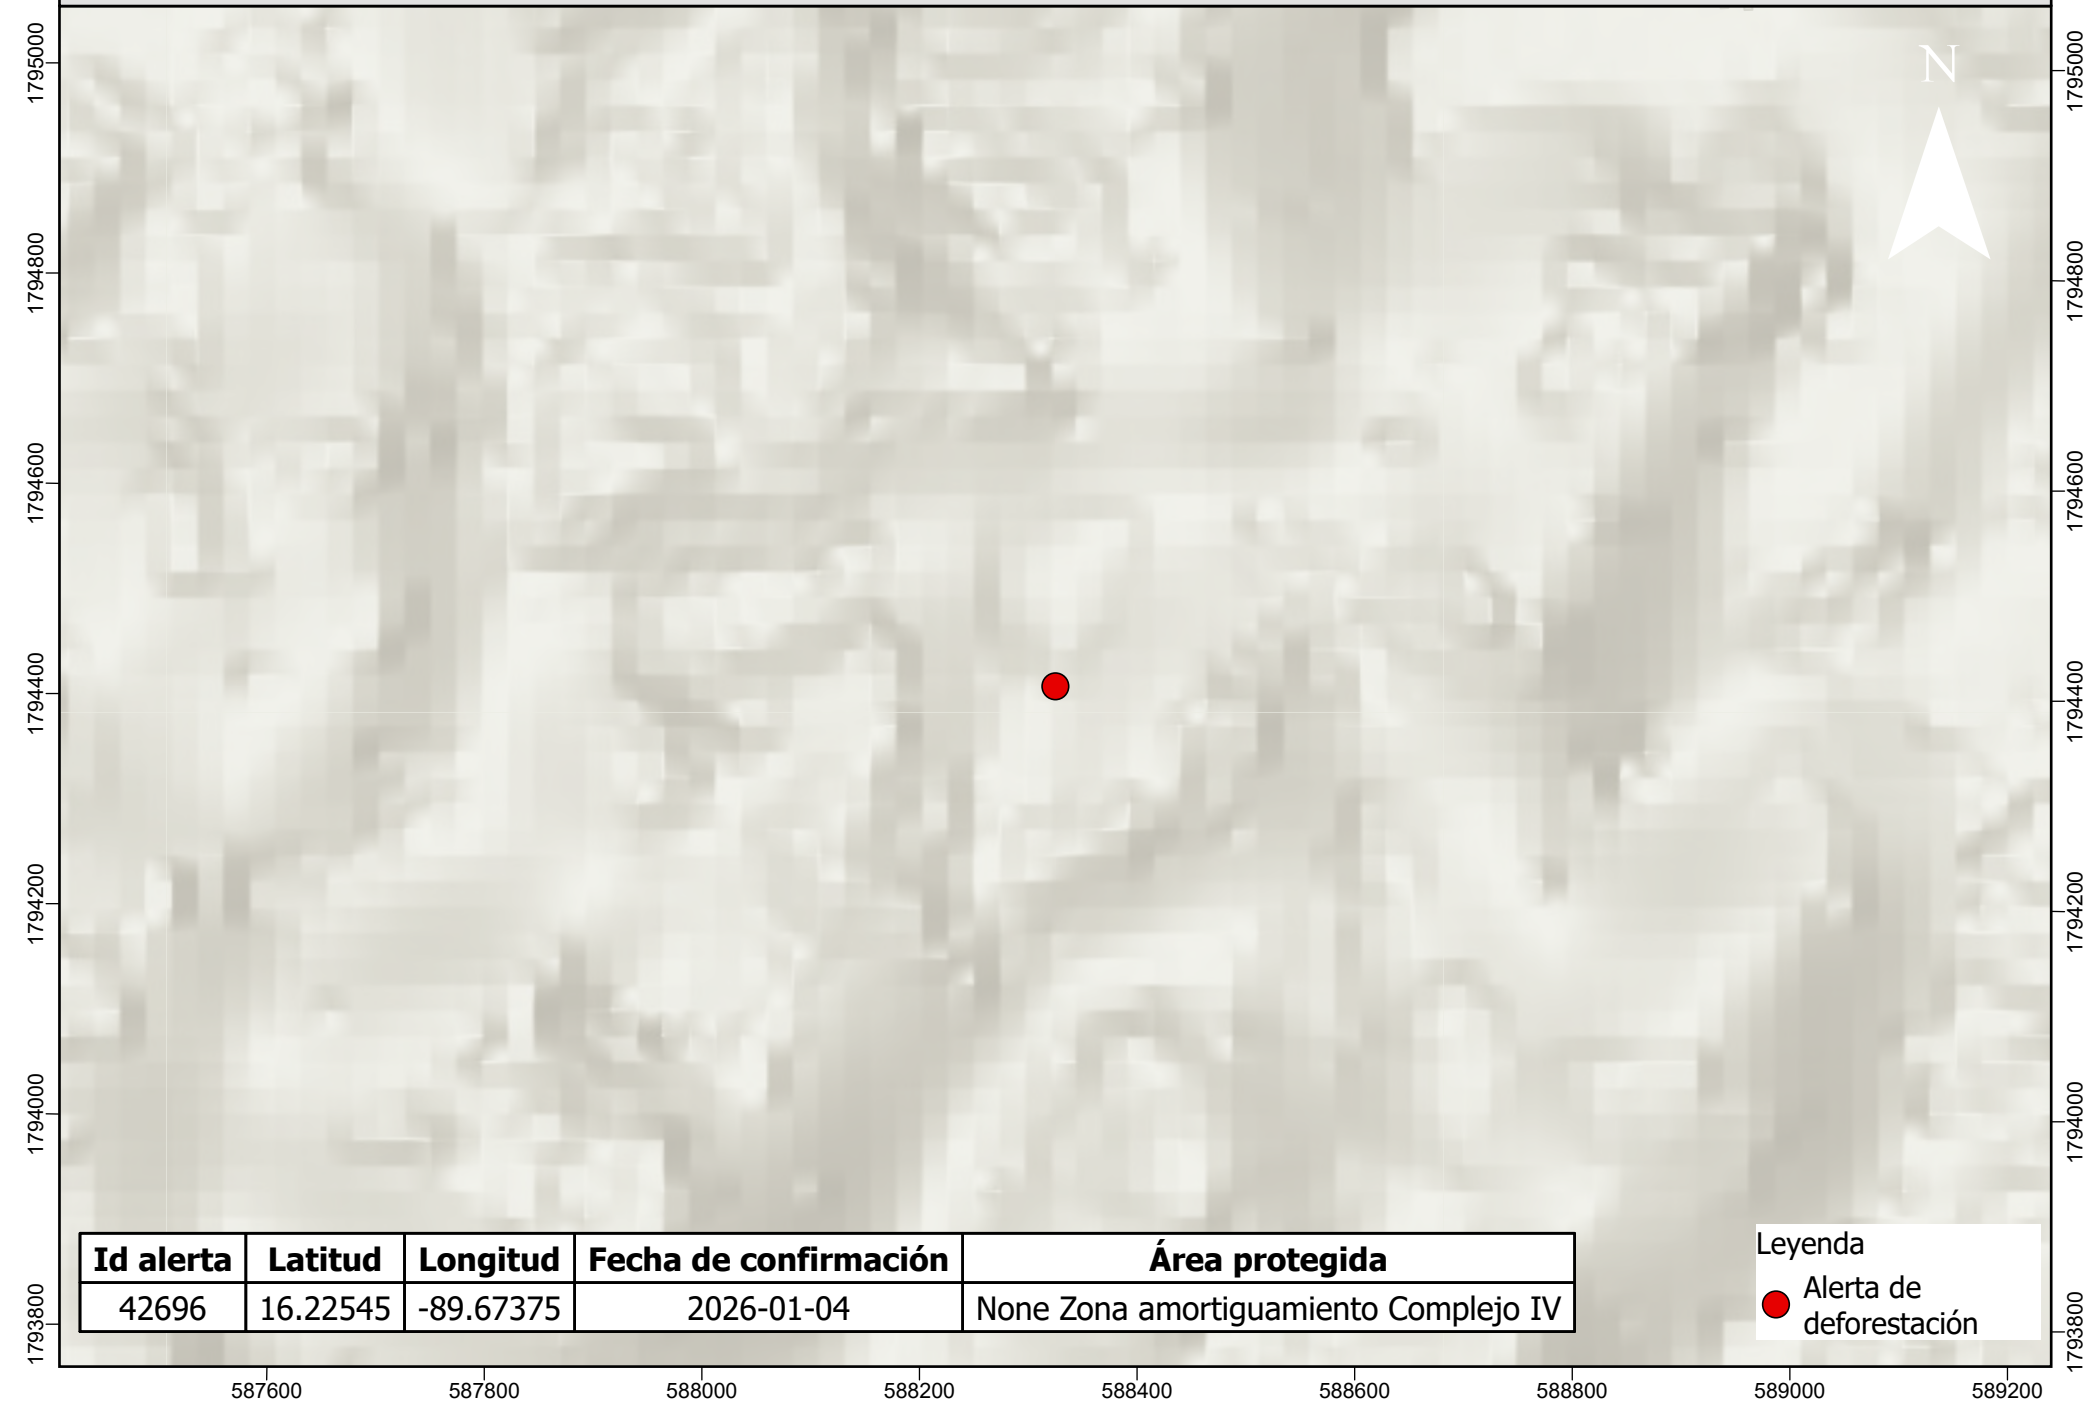 N
1795000
1794800
1794600
1794400
1794200
1794000
1793800
1795000
1794800
1794600
1794400
1794200
1794000
1793800
Id alerta Latitud Longitud Fecha de confirmación Área protegida
42696 16.22545 -89.67375 2026-01-04 None Zona amortiguamiento Complejo IV
Leyenda
Alerta de
deforestación
587600 587800 588000 588200 588400 588600 588800 589000 589200